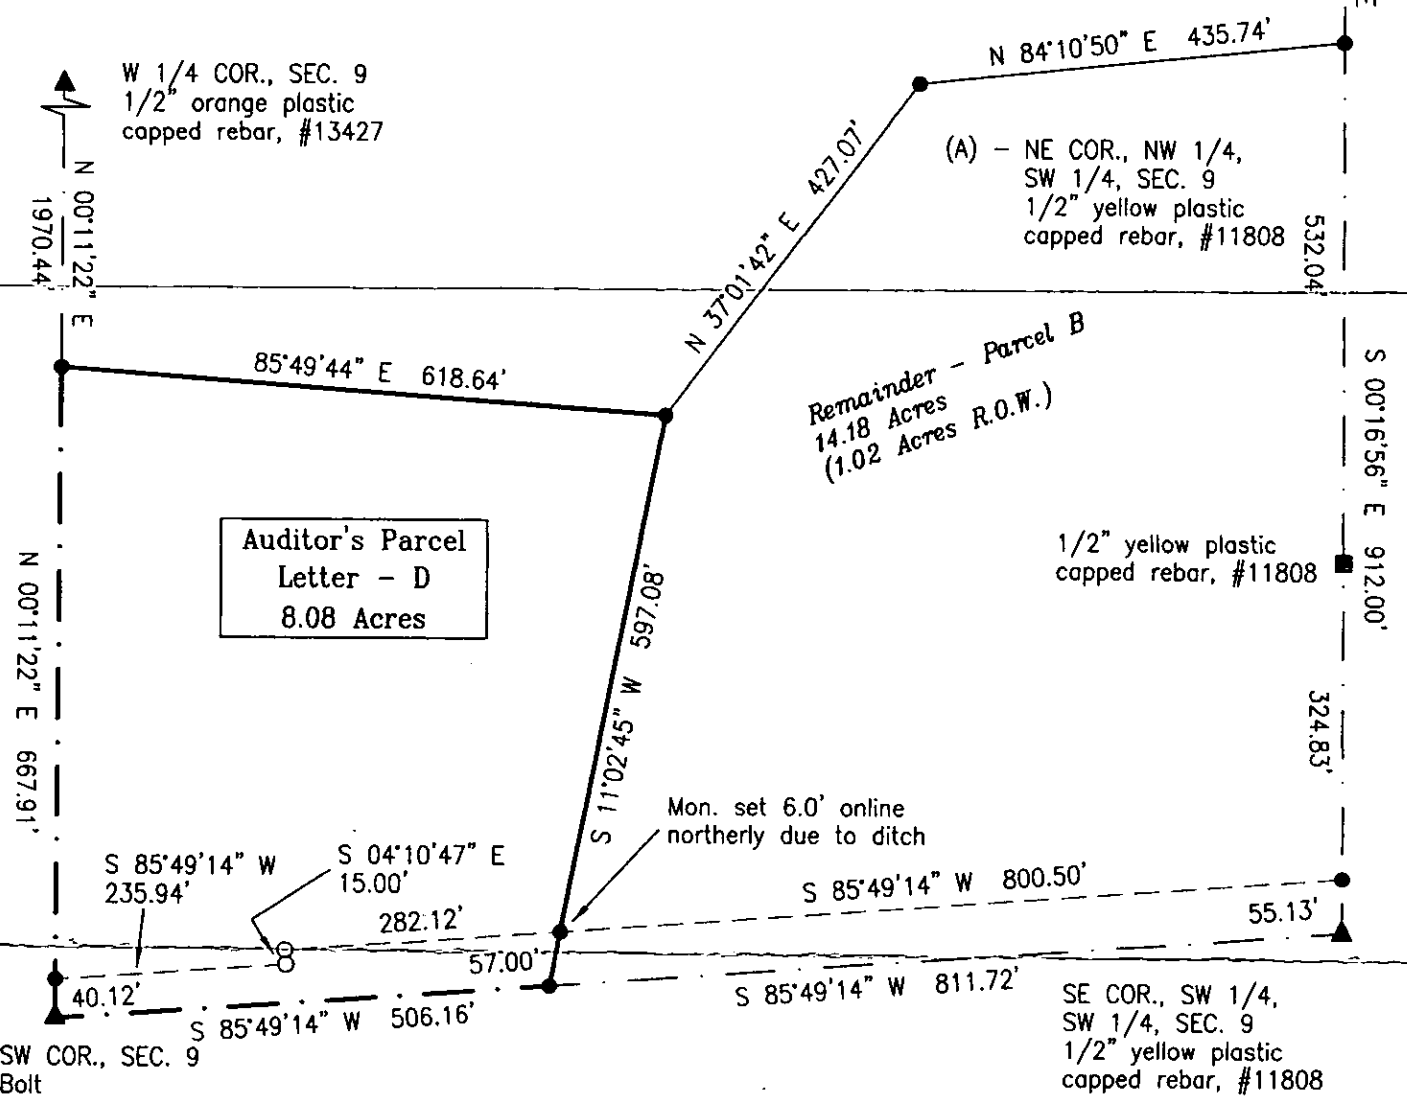 N 84°10'50" E 435.74'
W 1/4 COR., SEC. 9
1/2" orange plastic
capped rebar, #13427
(A) - NE COR., NW 1/4,
SW 1/4, SEC. 9
1/2" yellow plastic
capped rebar, #11808
N 00°11'22" E
1970.44'
N 37°01'42" E 427.07'
532.04'
85°49'44" E 618.64'
Remainder - Parcel B
14.18 Acres
(1.02 Acres R.O.W.)
S 00°16'56" E 912.00'
Auditor's Parcel
Letter - D
8.08 Acres
1/2" yellow plastic
capped rebar, #11808
N 00°11'22" E 667.91'
S 11°02'45" W 597.08'
324.83'
Mon. set 6.0' online
northerly due to ditch
S 85°49'14" W
235.94'
S 04°10'47" E
15.00'
282.12'
S 85°49'14" W 800.50'
55.13'
57.00'
40.12'
S 85°49'14" W 506.16'
S 85°49'14" W 811.72'
SW COR., SEC. 9
Bolt
SE COR., SW 1/4,
SW 1/4, SEC. 9
1/2" yellow plastic
capped rebar, #11808